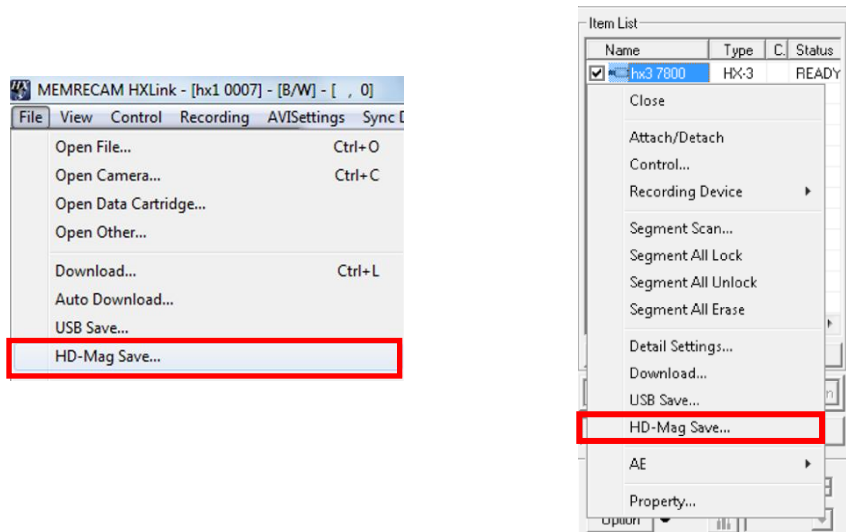 MEMRECAM HXLink - [hx1 0007] - [B/W] - [ , 0]
File View Control Recording AVISettings Sync
Open File... Ctrl+O
Open Camera... Ctrl+C
Open Data Cartridge...
Open Other...
Download... Ctrl+L
Auto Download...
USB Save...
HD-Mag Save...
Item List
Name Type C. Status
hx3 7800 HX-3 READY
Close
Attach/Detach
Control...
Recording Device
Segment Scan...
Segment All Lock
Segment All Unlock
Segment All Erase
Detail Settings...
Download...
USB Save...
HD-Mag Save...
AE
Property...
Option